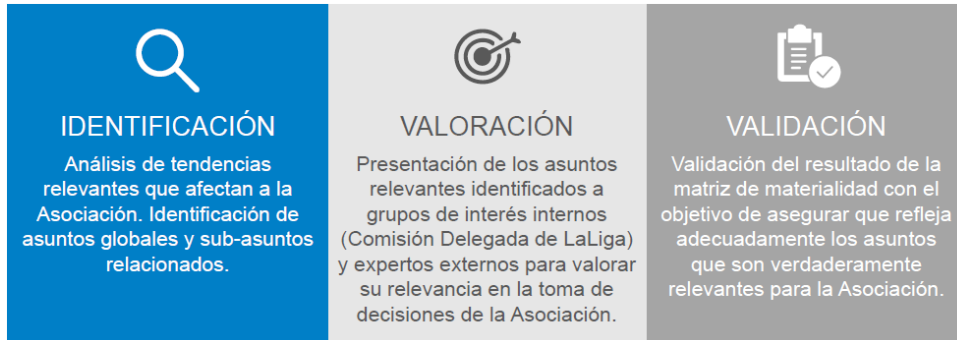 IDENTIFICACIÓN
Análisis de tendencias
relevantes que afectan a la
Asociación. Identificación de
asuntos globales y sub-asuntos
relacionados.
VALORACIÓN
Presentación de los asuntos
relevantes identificados a
grupos de interés internos
(Comisión Delegada de LaLiga)
y expertos externos para valorar
su relevancia en la toma de
decisiones de la Asociación.
VALIDACIÓN
Validación del resultado de la
matriz de materialidad con el
objetivo de asegurar que refleja
adecuadamente los asuntos
que son verdaderamente
relevantes para la Asociación.